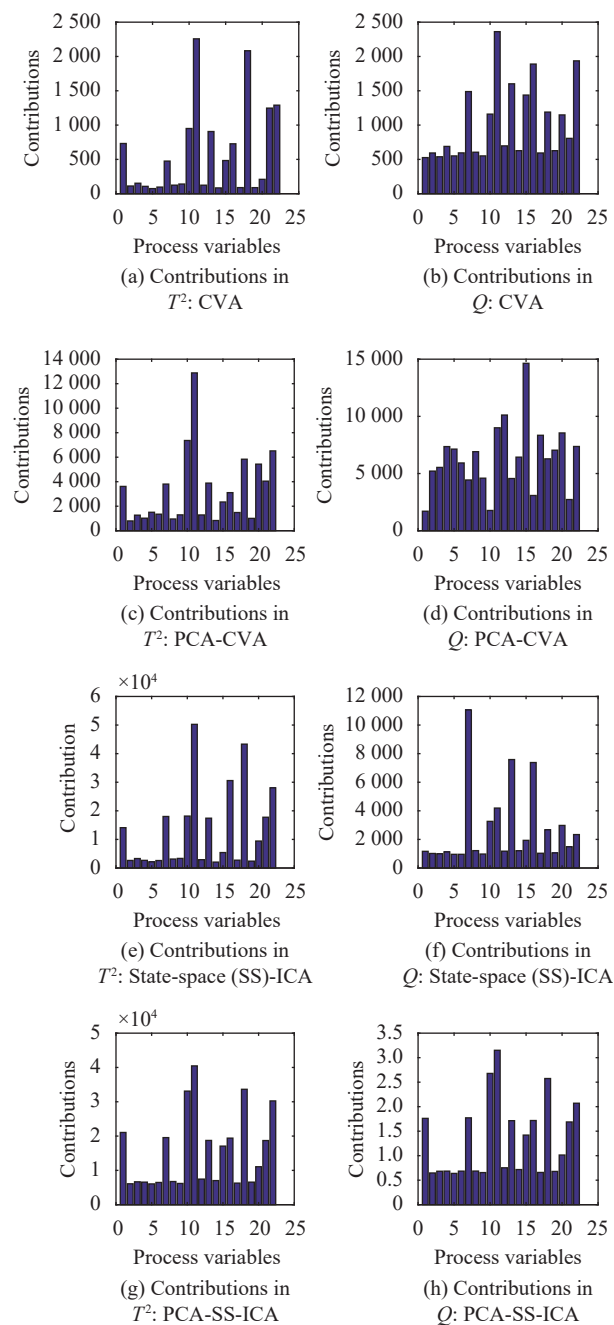 2 500
2 000
1 500
1 000
500
0
Contributions
0 5 10 15 20 25
Process variables
(a) Contributions in
T²: CVA
2 500
2 000
1 500
1 000
500
0
Contributions
0 5 10 15 20 25
Process variables
(b) Contributions in
Q: CVA
14 000
12 000
10 000
8 000
6 000
4 000
2 000
0
Contributions
0 5 10 15 20 25
Process variables
(c) Contributions in
T²: PCA-CVA
15 000
10 000
5 000
0
Contributions
0 5 10 15 20 25
Process variables
(d) Contributions in
Q: PCA-CVA
×10⁴
6
5
4
3
2
1
0
Contribution
0 5 10 15 20 25
Process variables
(e) Contributions in
T²: State-space (SS)-ICA
12 000
10 000
8 000
6 000
4 000
2 000
0
Contributions
0 5 10 15 20 25
Process variables
(f) Contributions in
Q: State-space (SS)-ICA
×10⁴
5
4
3
2
1
0
Contributions
0 5 10 15 20 25
Process variables
(g) Contributions in
T²: PCA-SS-ICA
3.5
3.0
2.5
2.0
1.5
1.0
0.5
0
Contributions
0 5 10 15 20 25
Process variables
(h) Contributions in
Q: PCA-SS-ICA